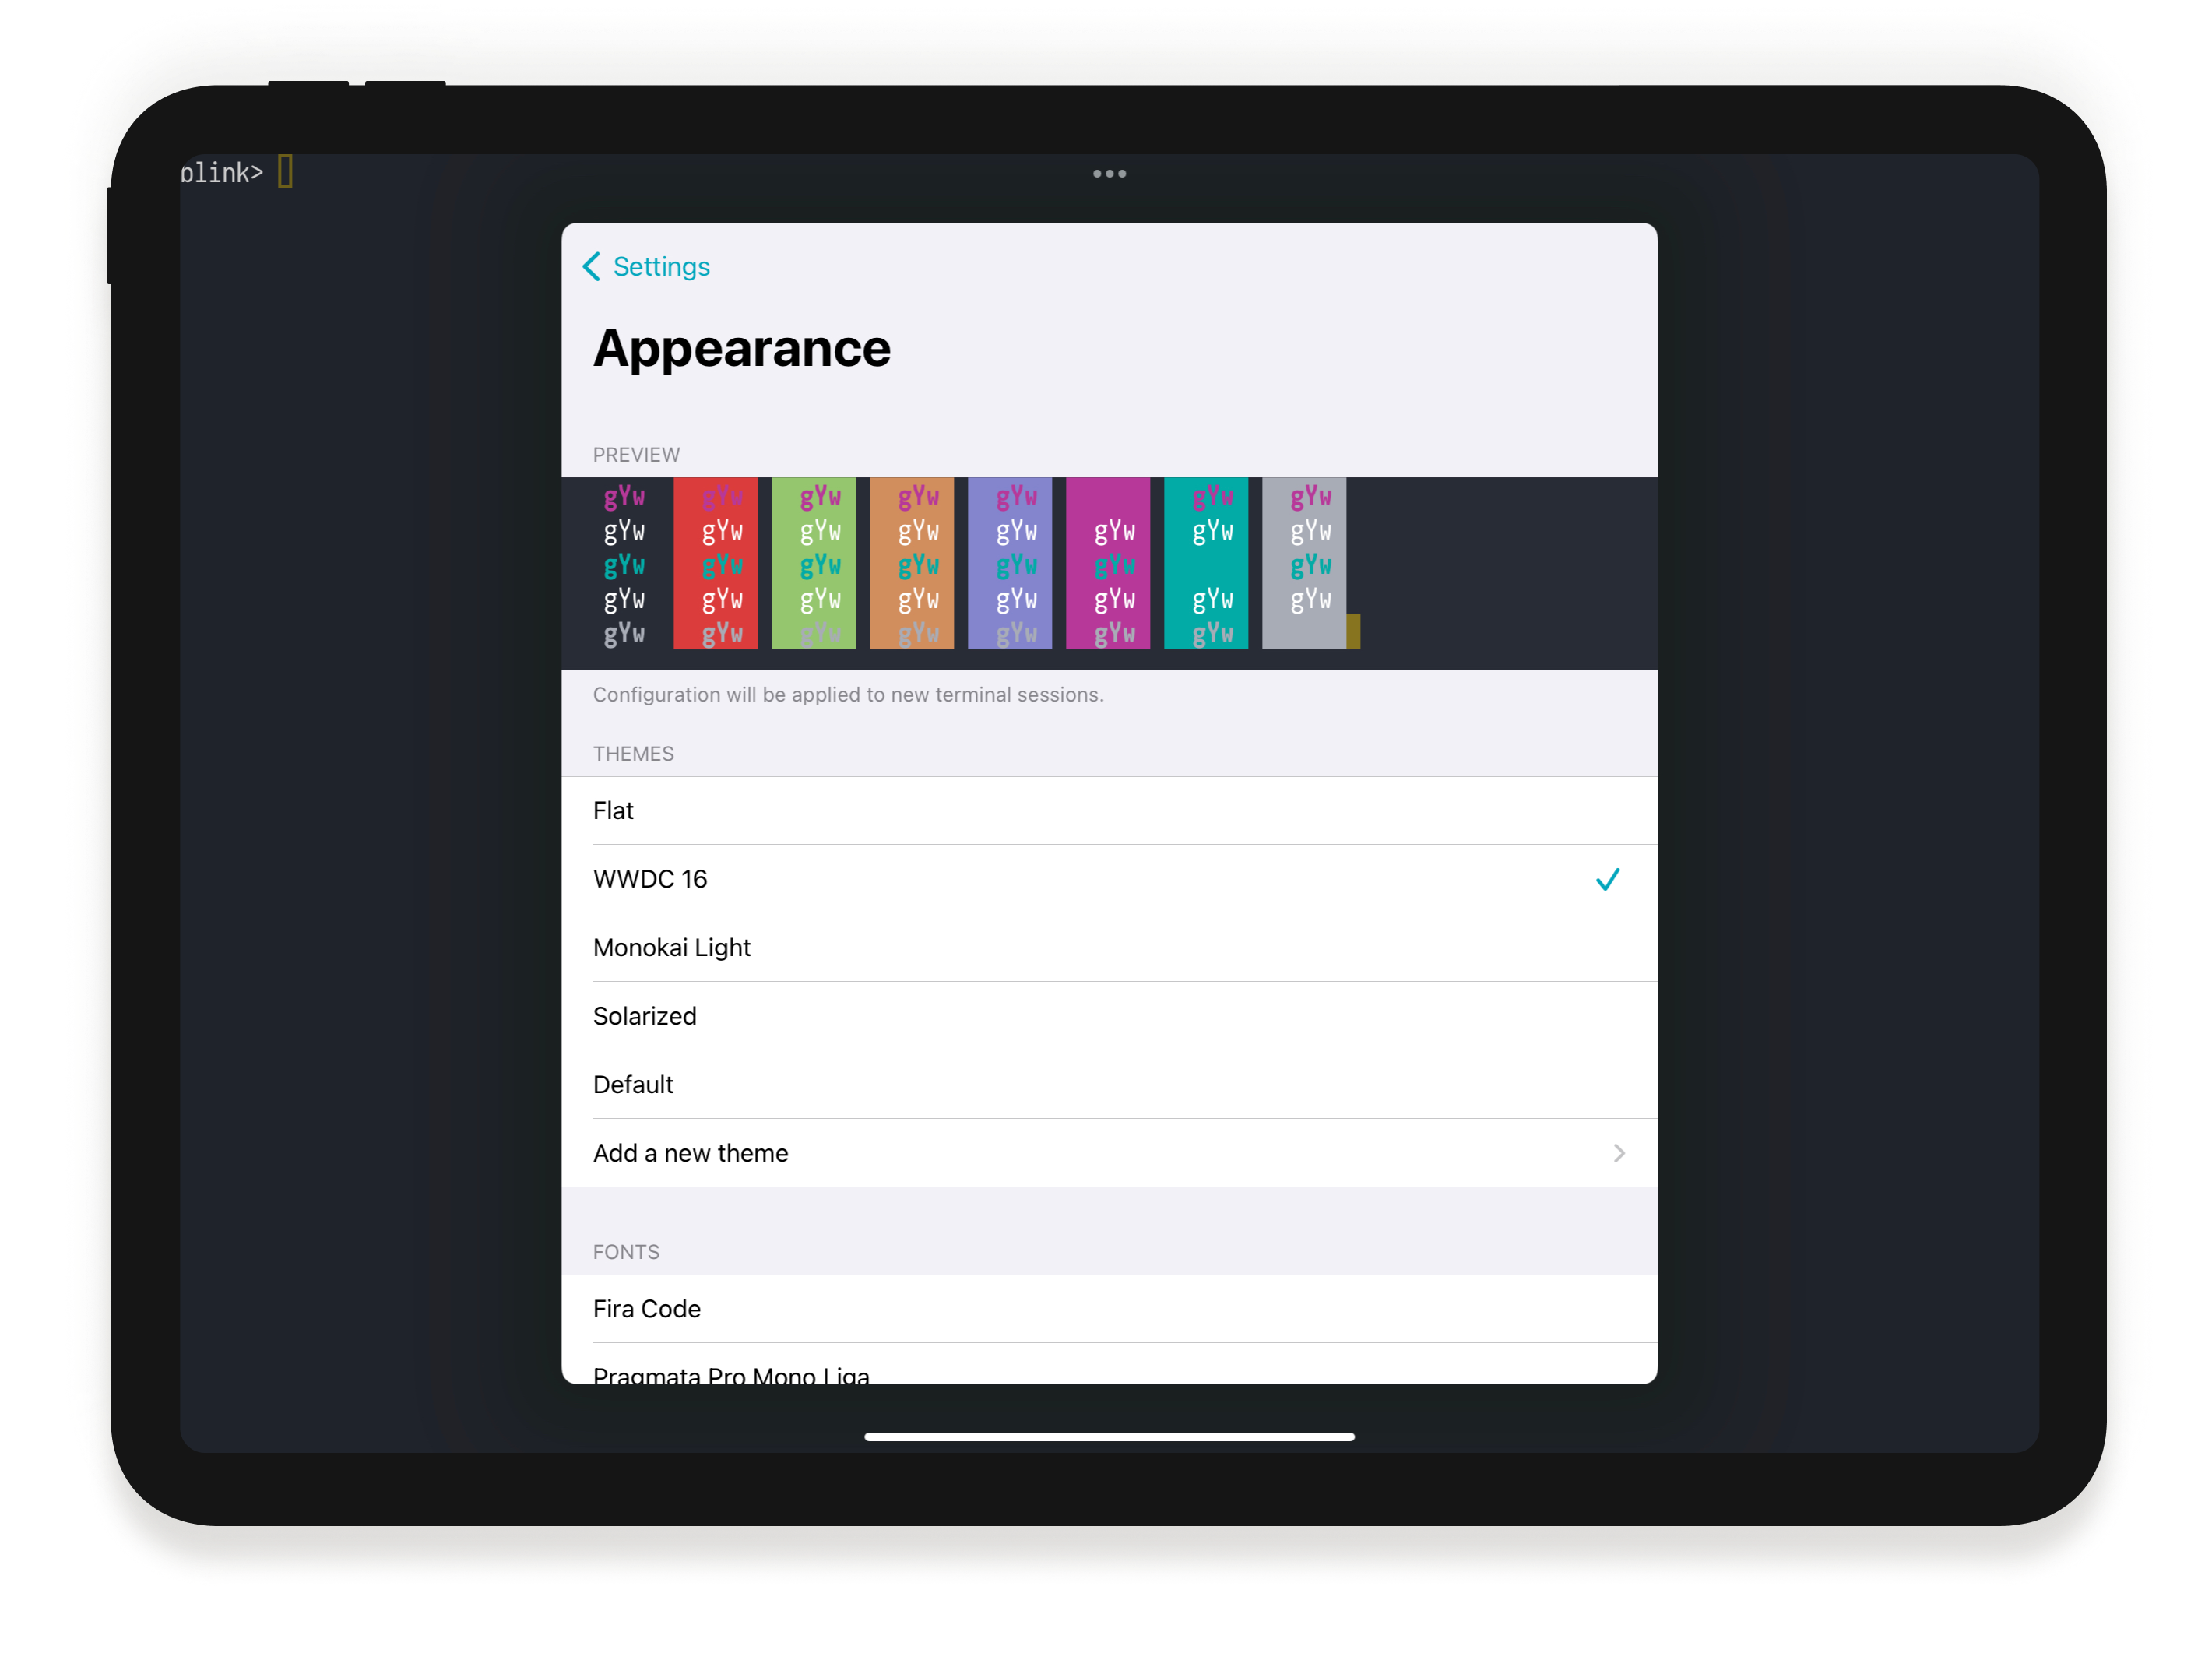 blink>
Settings
Appearance
PREVIEW
gYw gYw gYw gYw gYw gYw gYw
gYw gYw gYw gYw gYw gYw gYw gYw
gYw gYw gYw gYw gYw gYw gYw
gYw gYw gYw gYw gYw gYw gYw gYw
gYw gYw gYw gYw gYw gYw gYw
Configuration will be applied to new terminal sessions.
THEMES
Flat
WWDC 16
Monokai Light
Solarized
Default
Add a new theme
FONTS
Fira Code
Pragmata Pro Mono Liga